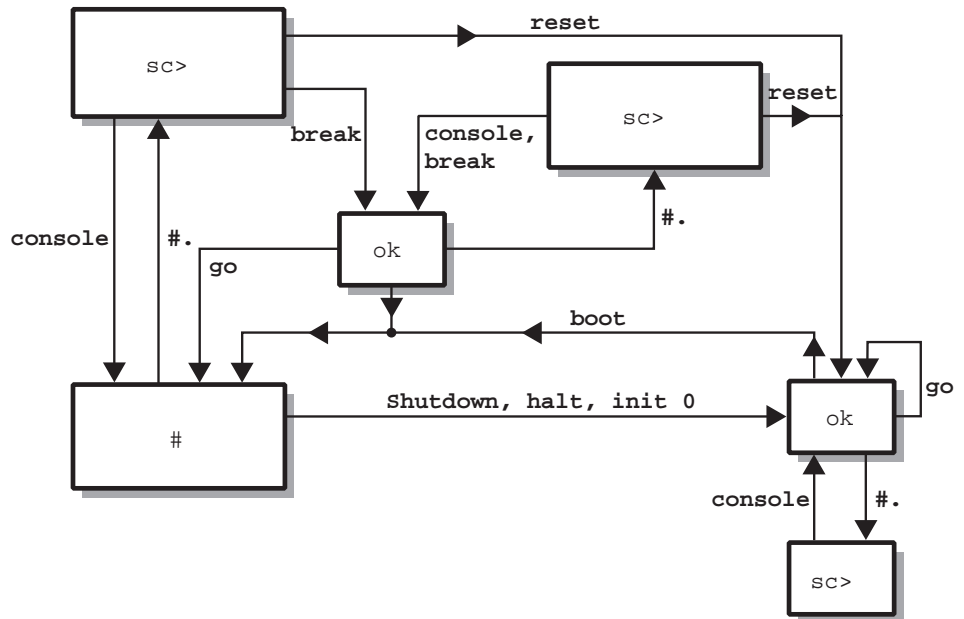 reset
sc>
reset
sc>
break
console,
break
console
#.
#.
ok
go
boot
go
Shutdown, halt, init 0
ok
#
console
#.
sc>